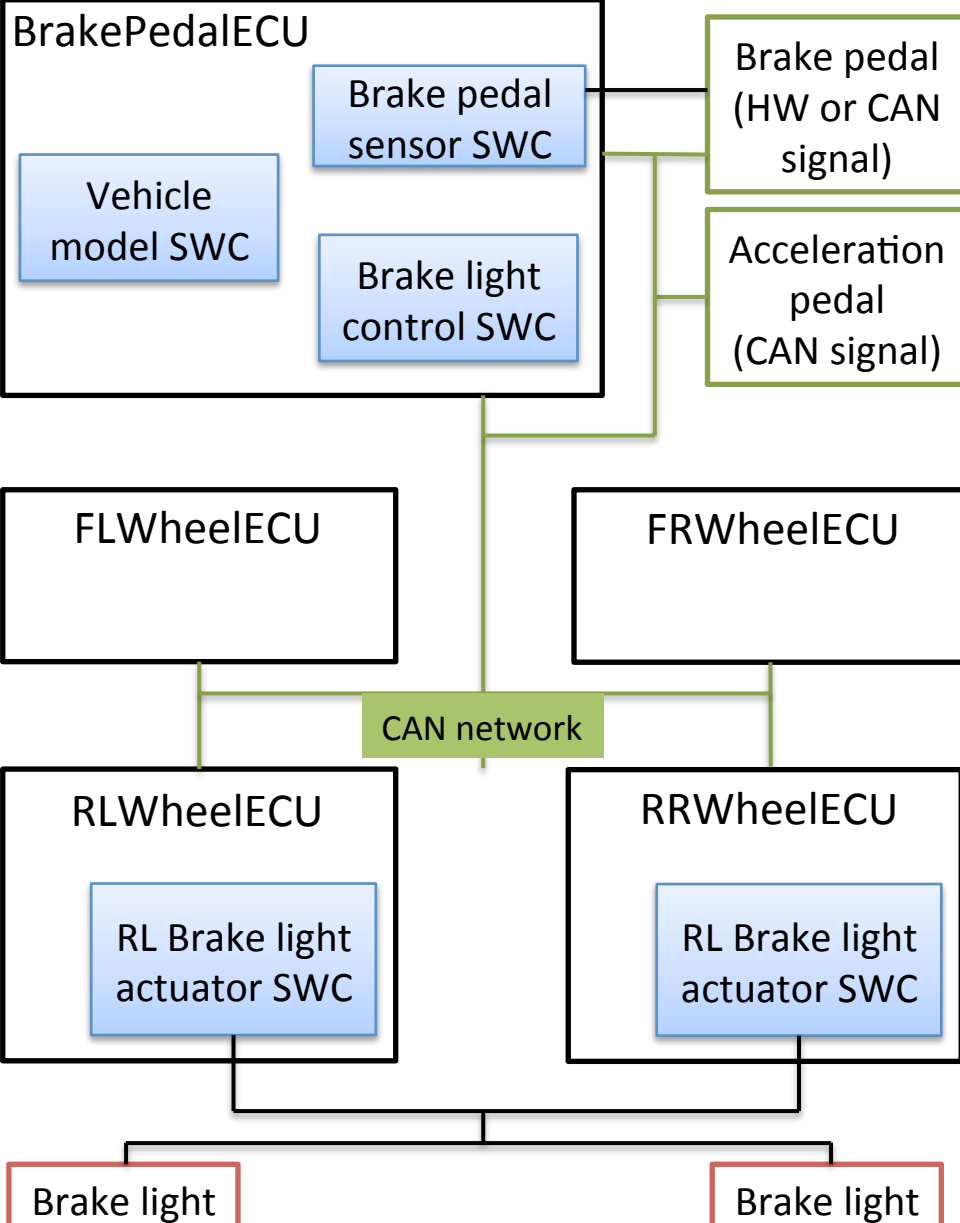 BrakePedalECU
Brake pedal
sensor SWC
Vehicle
model SWC
Brake light
control SWC
Brake pedal
(HW or CAN
signal)
Acceleration
pedal
(CAN signal)
FLWheelECU
FRWheelECU
CAN network
RLWheelECU
RL Brake light
actuator SWC
RRWheelECU
RL Brake light
actuator SWC
Brake light
Brake light